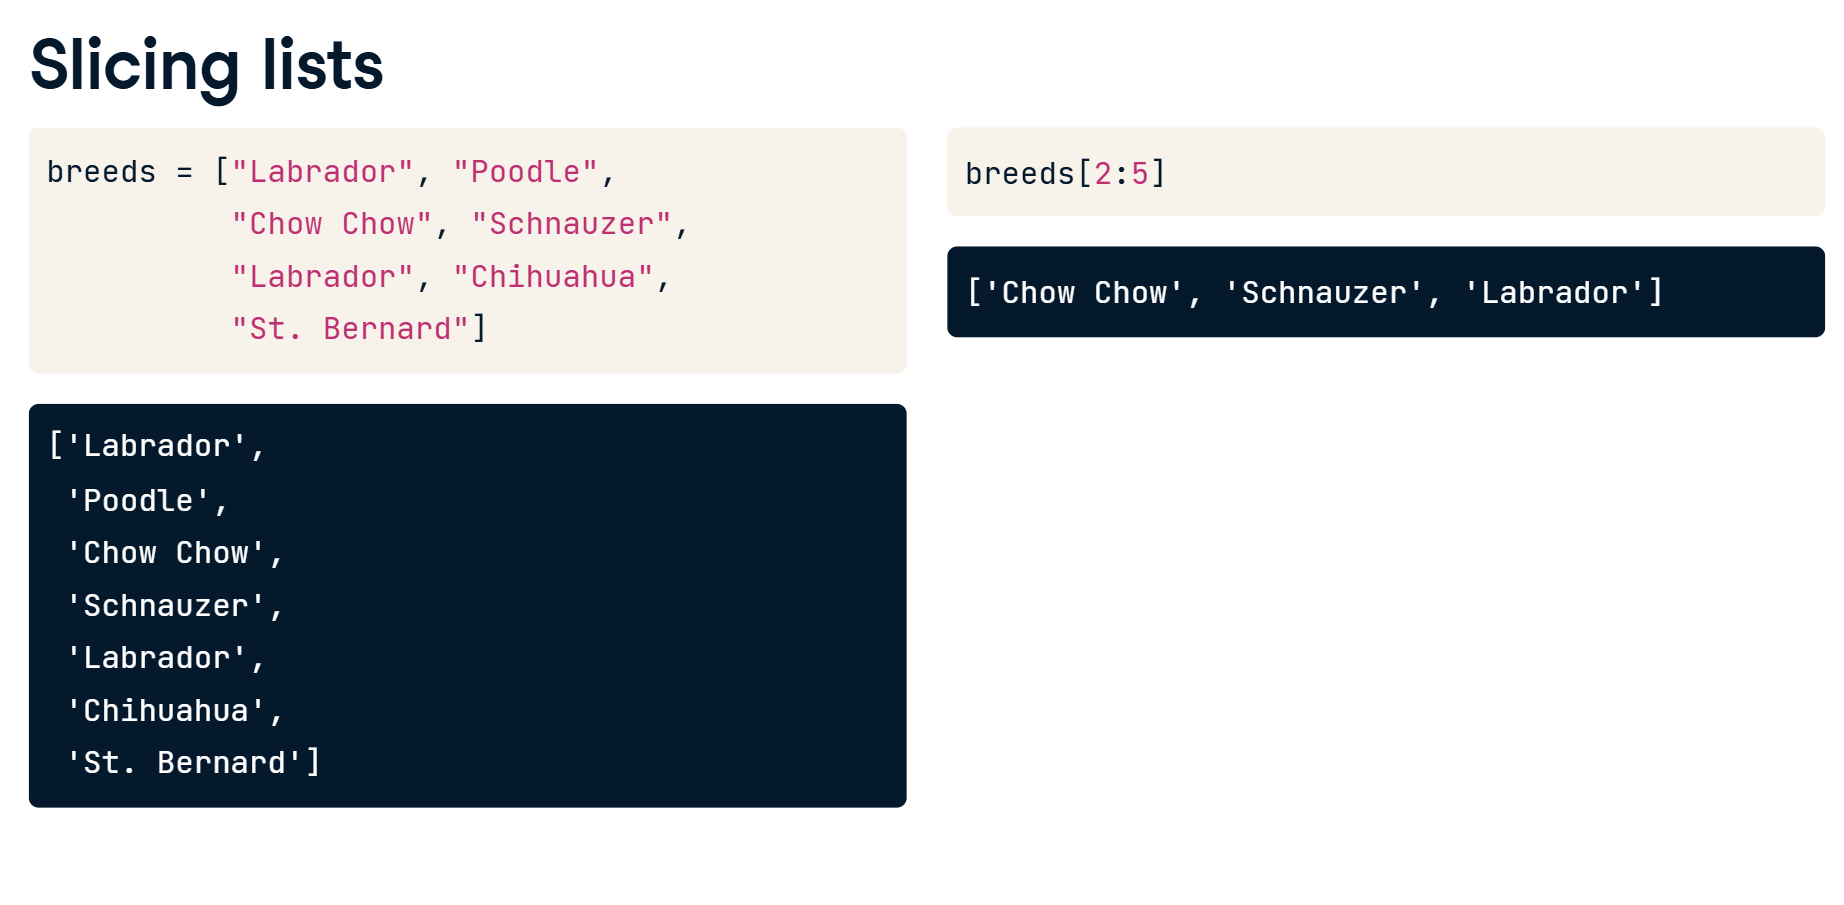 Slicing lists
breeds = ["Labrador", "Poodle",
"Chow Chow", "Schnauzer",
"Labrador", "Chihuahua",
"St. Bernard"]
['Labrador',
'Poodle',
'Chow Chow',
'Schnauzer',
'Labrador',
'Chihuahua',
'St. Bernard']
breeds[2:5]
['Chow Chow', 'Schnauzer', 'Labrador']